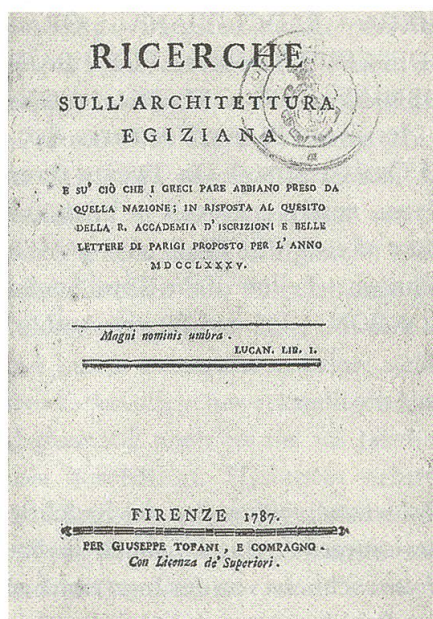 RICERCHE
SULL' ARCHITETTURA
EGIZIANA
E SU' CIÒ CHE I GRECI PARE ABBIANO PRESO DA
QUELLA NAZIONE; IN RISPOSTA AL QUESITO
DELLA R. ACCADEMIA D'ISCRIZIONI E BELLE
LETTERE DI PARIGI PROPOSTO PER L'ANNO
MDCCLXXXV.
Magni nominis umbra.
LUCAN. LIB. I.
FIRENZE 1787.
PER GIUSEPPE TOFANI, E COMPAGNO.
Con Licenza de' Superiori.